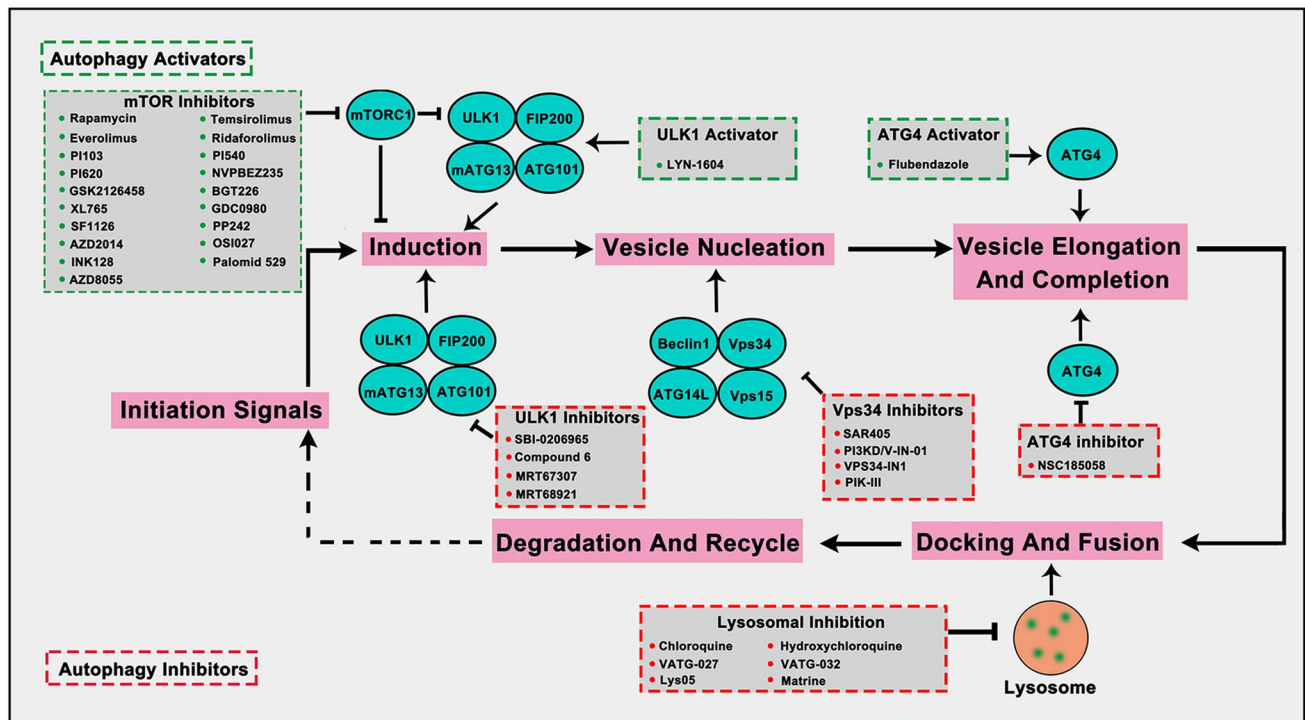 Autophagy Activators
mTOR Inhibitors
Rapamycin
Temsirolimus
Everolimus
Ridaforolimus
PI103
PI540
PI620
NVPBEZ235
GSK2126458
BGT226
XL765
GDC0980
SF1126
PP242
AZD2014
OSI027
INK128
Palomid 529
AZD8055
mTORC1
ULK1
FIP200
mATG13
ATG101
ULK1 Activator
LYN-1604
ATG4 Activator
Flubendazole
ATG4
Induction
Vesicle Nucleation
Vesicle Elongation
And Completion
ULK1
FIP200
mATG13
ATG101
Beclin1
Vps34
ATG14L
Vps15
ATG4
Initiation Signals
ULK1 Inhibitors
SBI-0206965
Compound 6
MRT67307
MRT68921
Vps34 Inhibitors
SAR405
PI3KD/V-IN-01
VPS34-IN1
PIK-III
ATG4 inhibitor
NSC185058
Degradation And Recycle
Docking And Fusion
Lysosomal Inhibition
Chloroquine
Hydroxychloroquine
VATG-027
VATG-032
Lys05
Matrine
Lysosome
Autophagy Inhibitors